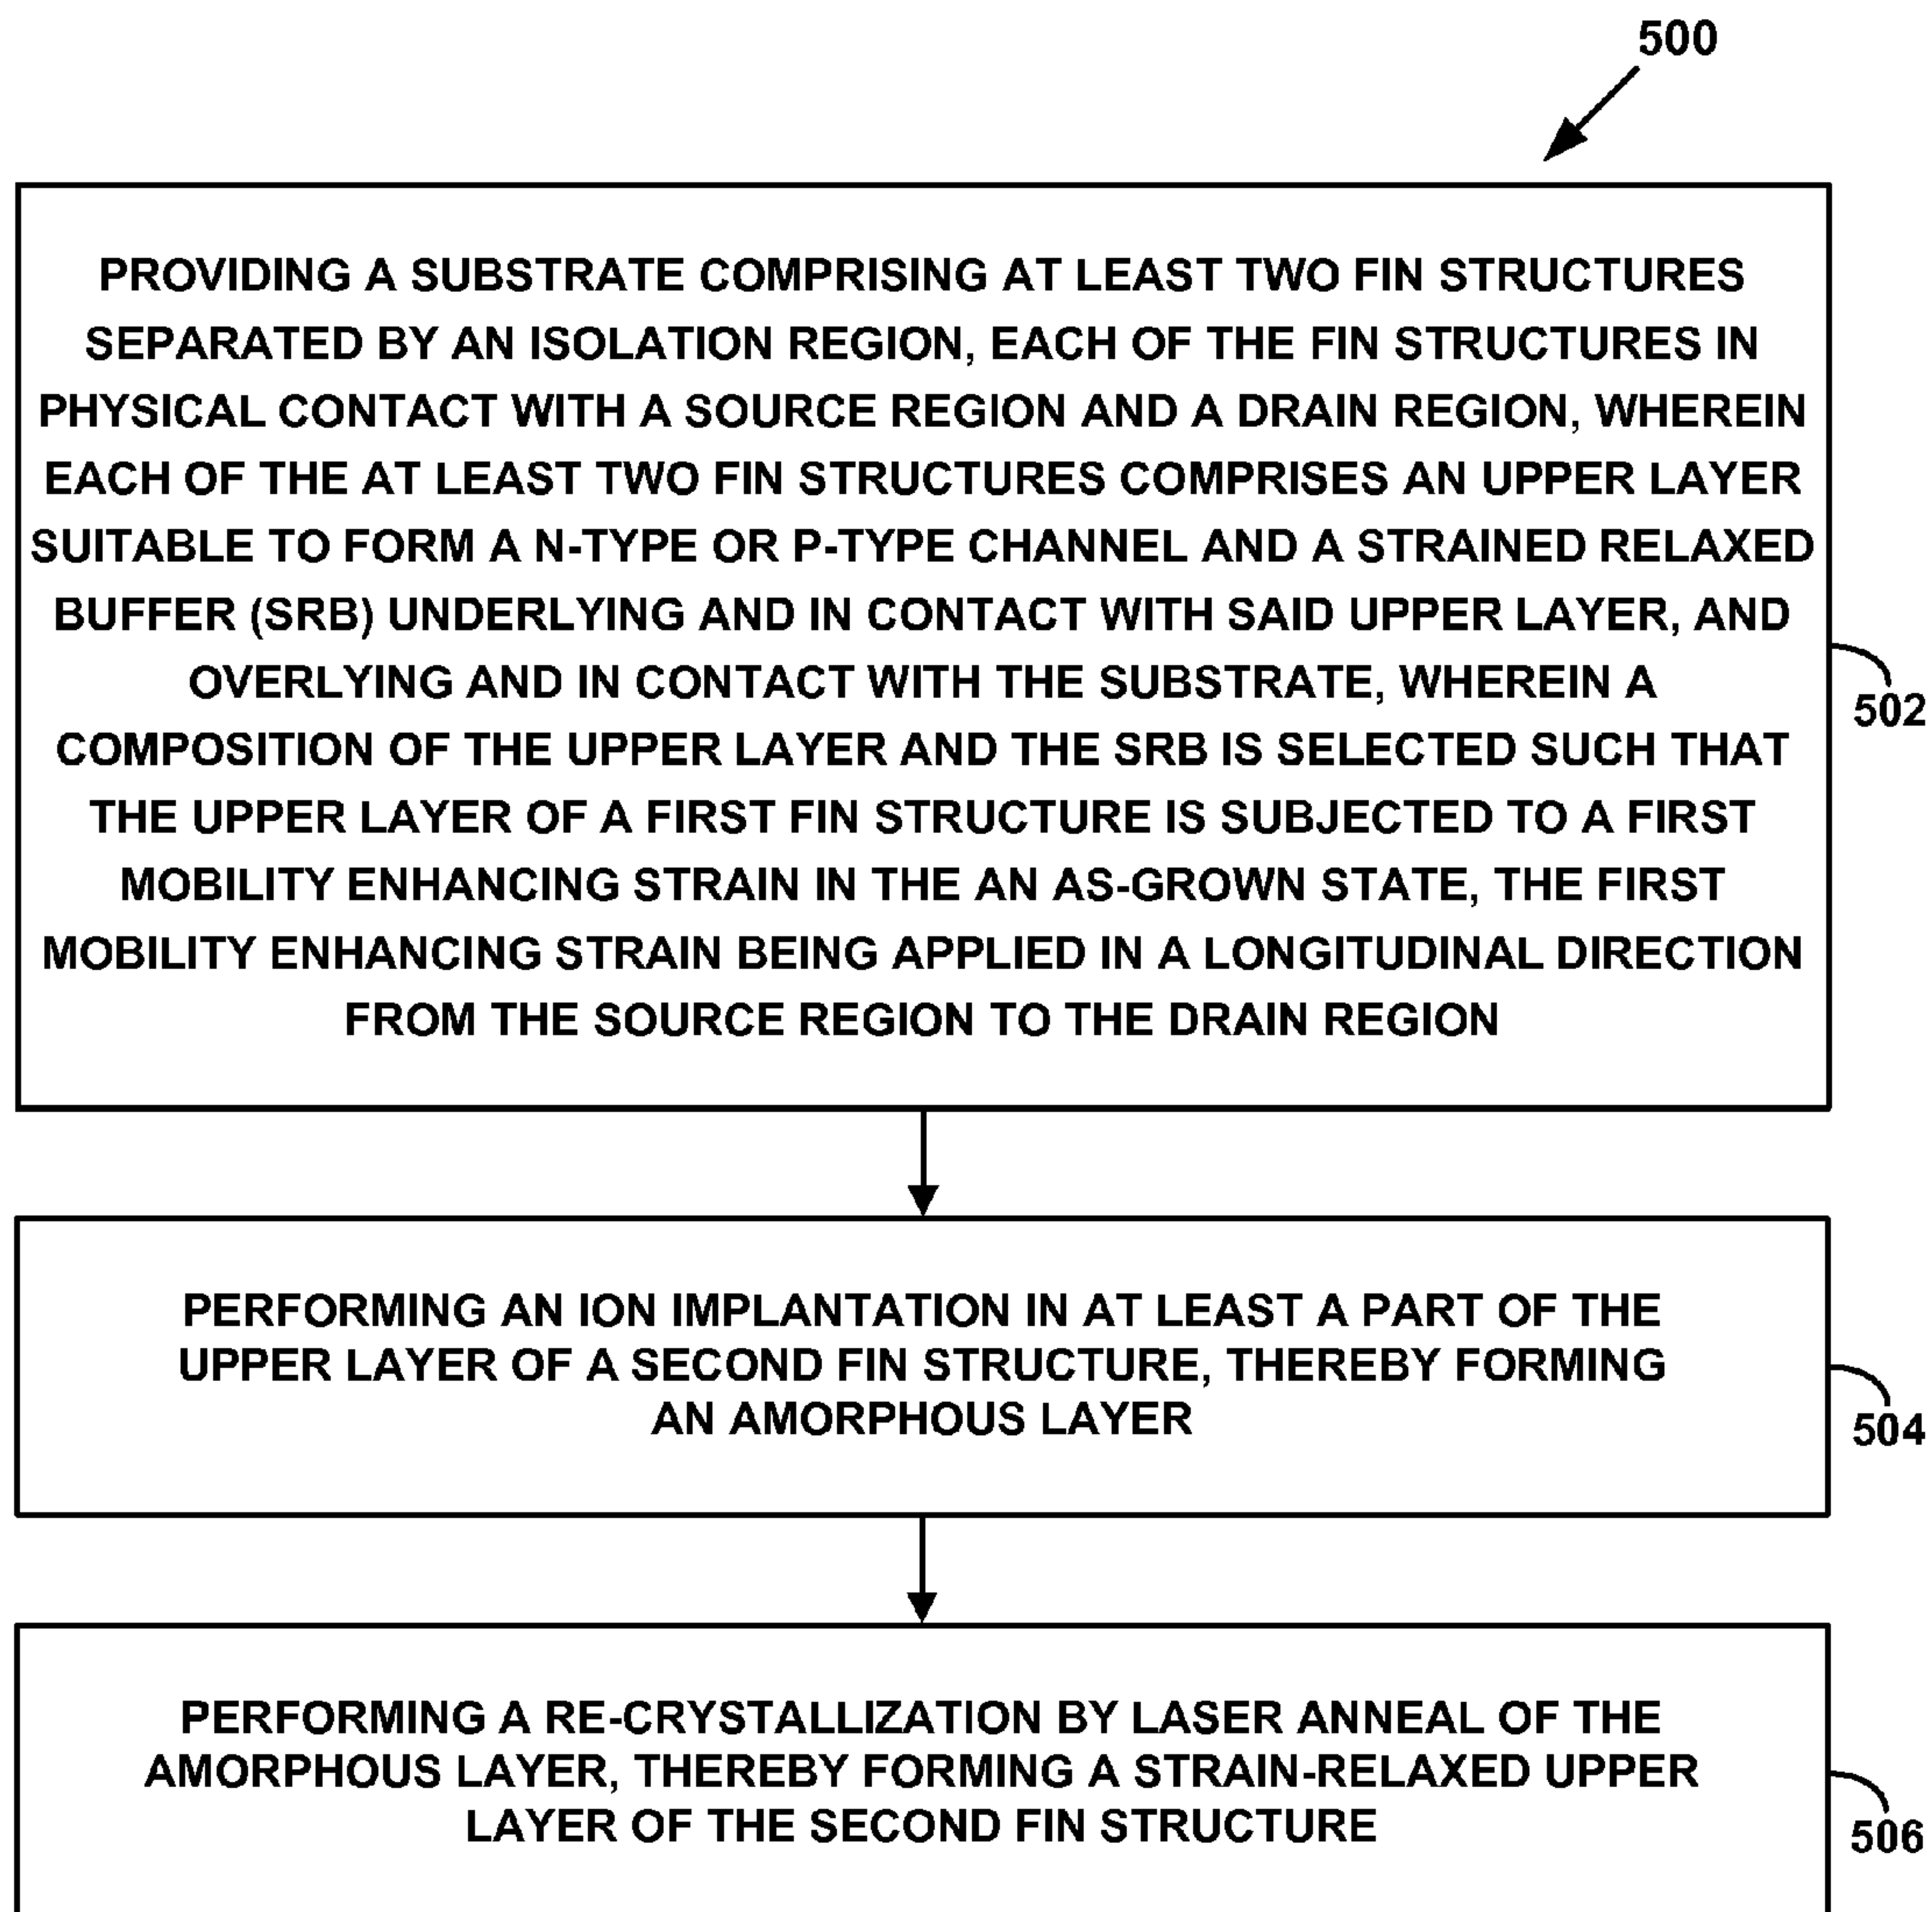 500
PROVIDING A SUBSTRATE COMPRISING AT LEAST TWO FIN STRUCTURES
SEPARATED BY AN ISOLATION REGION, EACH OF THE FIN STRUCTURES IN
PHYSICAL CONTACT WITH A SOURCE REGION AND A DRAIN REGION, WHEREIN
EACH OF THE AT LEAST TWO FIN STRUCTURES COMPRISES AN UPPER LAYER
SUITABLE TO FORM A N-TYPE OR P-TYPE CHANNEL AND A STRAINED RELAXED
BUFFER (SRB) UNDERLYING AND IN CONTACT WITH SAID UPPER LAYER, AND
OVERLYING AND IN CONTACT WITH THE SUBSTRATE, WHEREIN A
COMPOSITION OF THE UPPER LAYER AND THE SRB IS SELECTED SUCH THAT
THE UPPER LAYER OF A FIRST FIN STRUCTURE IS SUBJECTED TO A FIRST
MOBILITY ENHANCING STRAIN IN THE AN AS-GROWN STATE, THE FIRST
MOBILITY ENHANCING STRAIN BEING APPLIED IN A LONGITUDINAL DIRECTION
FROM THE SOURCE REGION TO THE DRAIN REGION
502
PERFORMING AN ION IMPLANTATION IN AT LEAST A PART OF THE
UPPER LAYER OF A SECOND FIN STRUCTURE, THEREBY FORMING
AN AMORPHOUS LAYER
504
PERFORMING A RE-CRYSTALLIZATION BY LASER ANNEAL OF THE
AMORPHOUS LAYER, THEREBY FORMING A STRAIN-RELAXED UPPER
LAYER OF THE SECOND FIN STRUCTURE
506